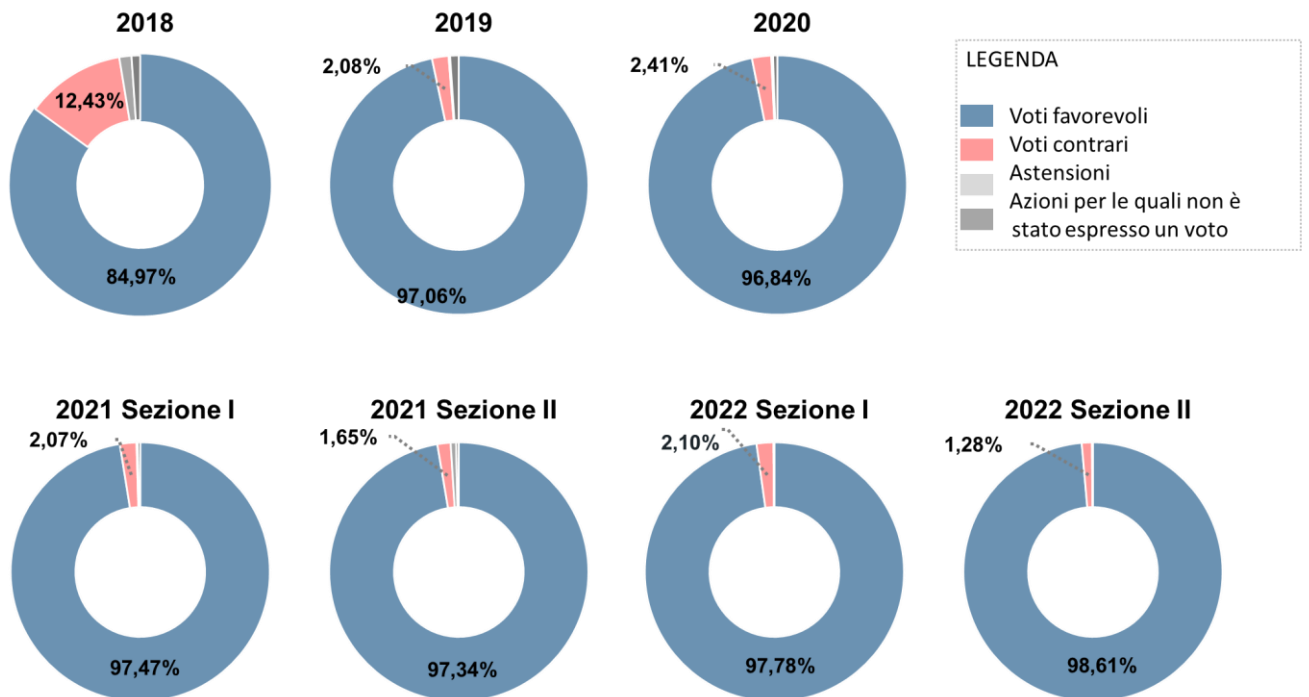 2018
2019
2020
12,43%
84,97%
2,08%
97,06%
2,41%
96,84%
LEGENDA
Voti favorevoli
Voti contrari
Astensioni
Azioni per le quali non è
stato espresso un voto
2021 Sezione I
2021 Sezione II
2022 Sezione I
2022 Sezione II
2,07%
97,47%
1,65%
97,34%
2,10%
97,78%
1,28%
98,61%